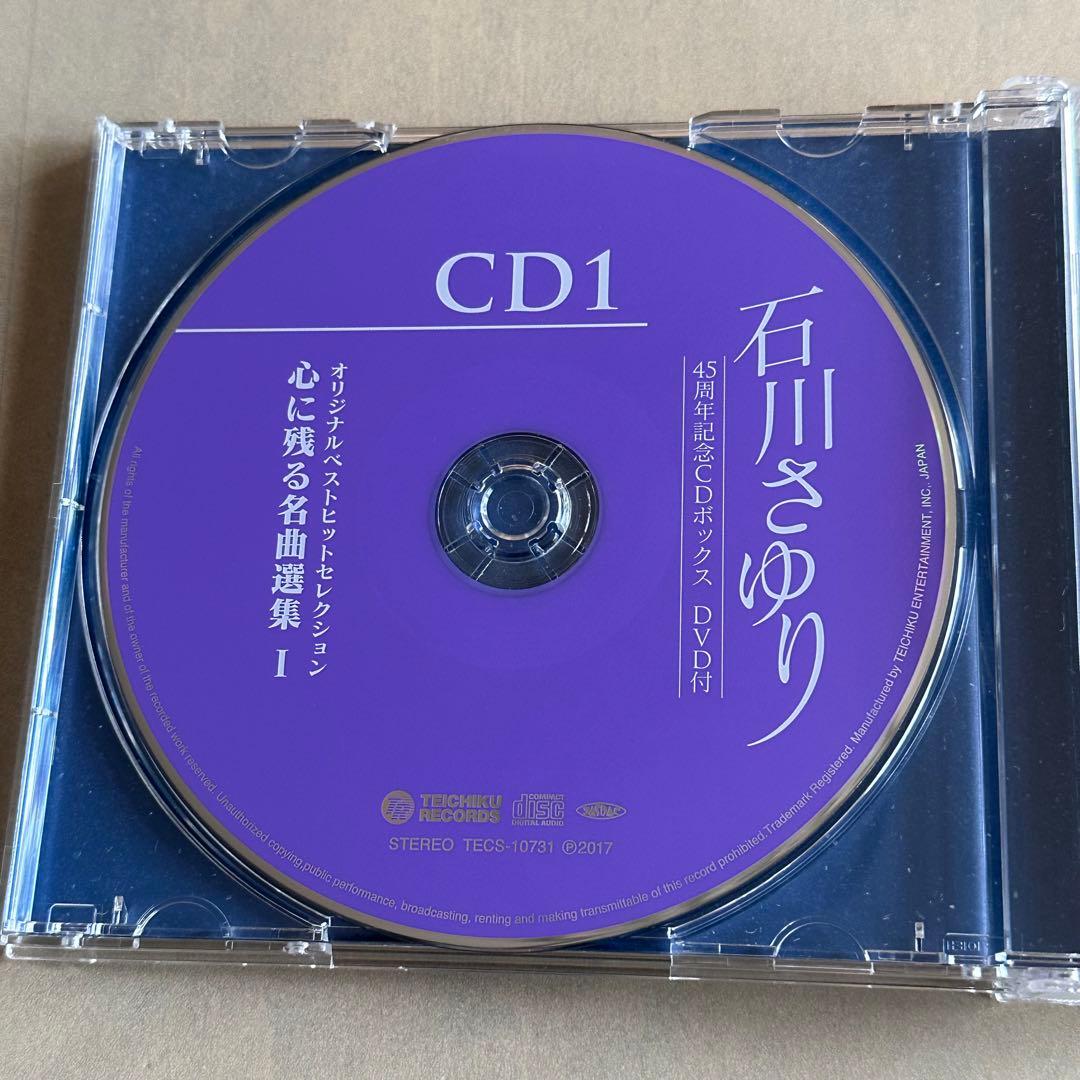 CD1
石川さゆり
45周年記念CDボックス DVD付
オリジナルベストヒットセレクション
心に残る名曲選集 I
TEICHIKU
RECORDS
COMPACT
disc
DIGITAL AUDIO
JASRAC
STEREO TECS-10731 Ⓟ2017
All rights of the manufacturer and of the owner of the recorded work reserved. Unauthorized copying,public performance, broadcasting, renting and making transmittable of this record prohibited.Trademark Registered. Manufactured by TEICHIKU ENTERTAINMENT, INC., JAPAN